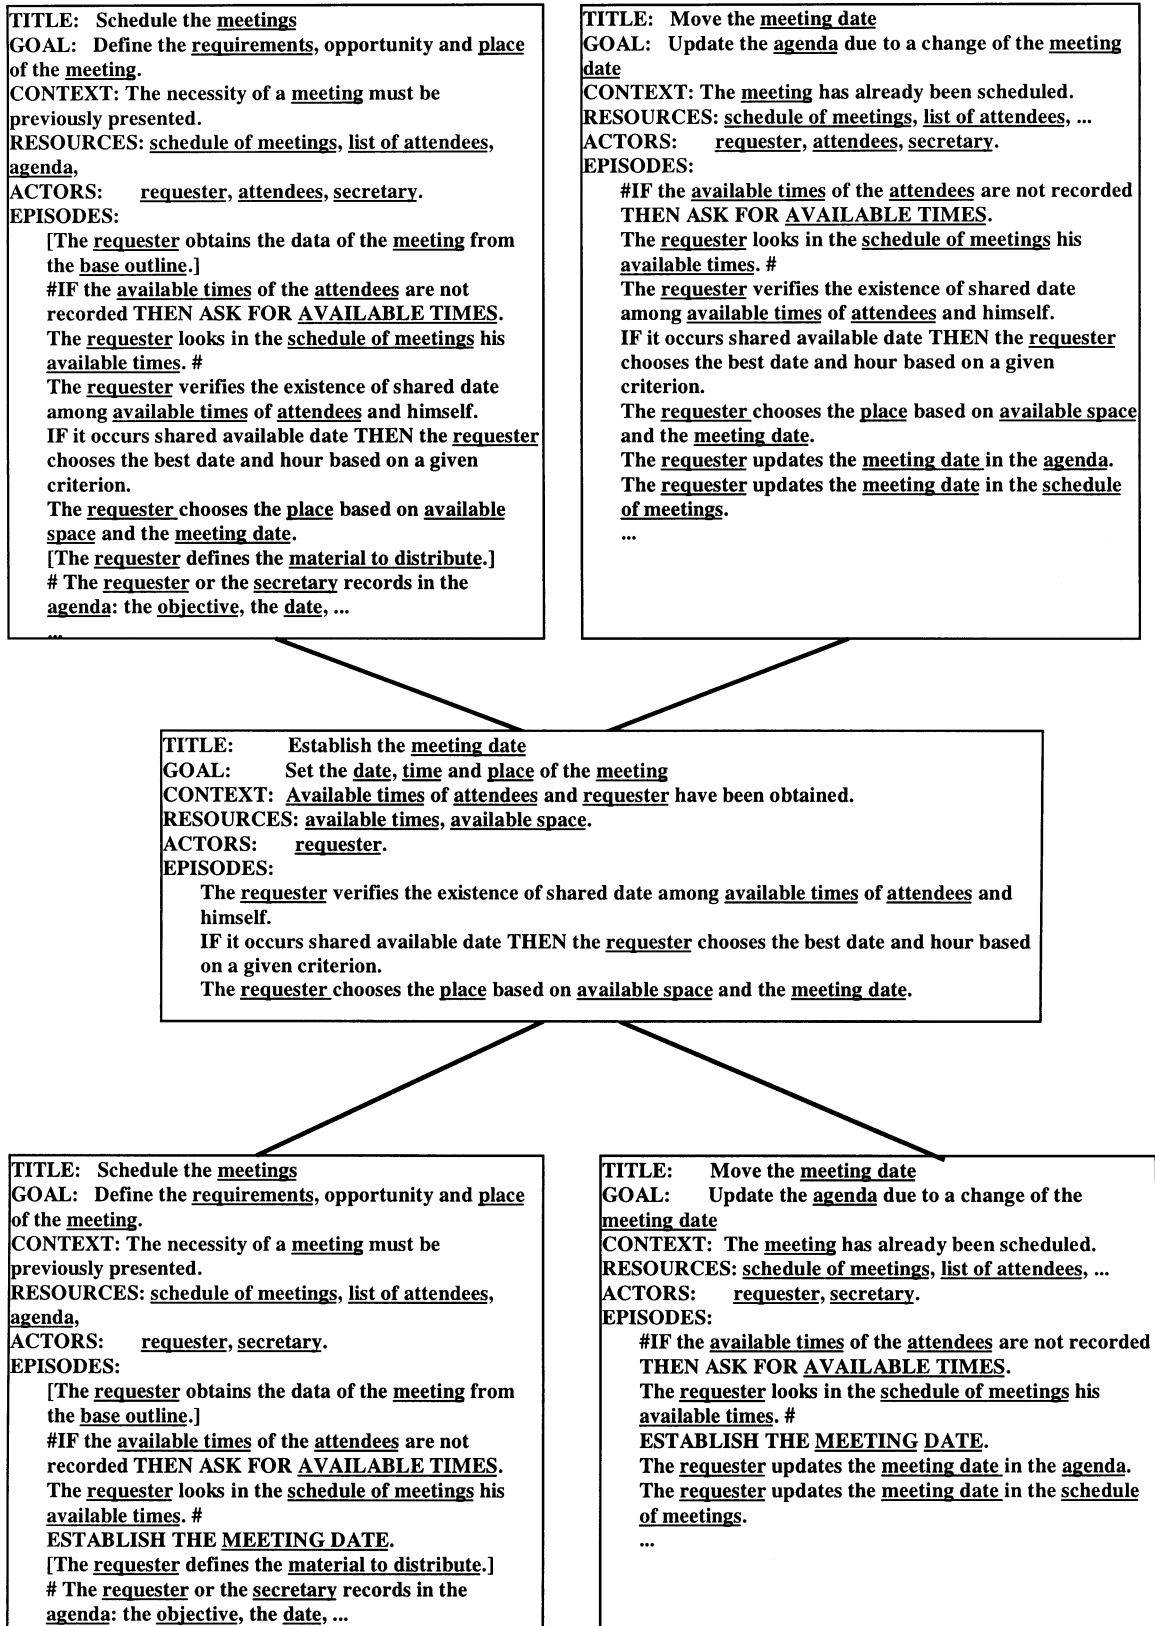 TITLE: Schedule the meetings
GOAL: Define the requirements, opportunity and place
of the meeting.
CONTEXT: The necessity of a meeting must be
previously presented.
RESOURCES: schedule of meetings, list of attendees,
agenda,
ACTORS: requester, attendees, secretary.
EPISODES:
[The requester obtains the data of the meeting from
the base outline.]
#IF the available times of the attendees are not
recorded THEN ASK FOR AVAILABLE TIMES.
The requester looks in the schedule of meetings his
available times. #
The requester verifies the existence of shared date
among available times of attendees and himself.
IF it occurs shared available date THEN the requester
chooses the best date and hour based on a given
criterion.
The requester chooses the place based on available
space and the meeting date.
[The requester defines the material to distribute.]
# The requester or the secretary records in the
agenda: the objective, the date, ...
...
TITLE: Move the meeting date
GOAL: Update the agenda due to a change of the meeting
date
CONTEXT: The meeting has already been scheduled.
RESOURCES: schedule of meetings, list of attendees, ...
ACTORS: requester, attendees, secretary.
EPISODES:
#IF the available times of the attendees are not recorded
THEN ASK FOR AVAILABLE TIMES.
The requester looks in the schedule of meetings his
available times. #
The requester verifies the existence of shared date
among available times of attendees and himself.
IF it occurs shared available date THEN the requester
chooses the best date and hour based on a given
criterion.
The requester chooses the place based on available space
and the meeting date.
The requester updates the meeting date in the agenda.
The requester updates the meeting date in the schedule
of meetings.
...
TITLE: Establish the meeting date
GOAL: Set the date, time and place of the meeting
CONTEXT: Available times of attendees and requester have been obtained.
RESOURCES: available times, available space.
ACTORS: requester.
EPISODES:
The requester verifies the existence of shared date among available times of attendees and
himself.
IF it occurs shared available date THEN the requester chooses the best date and hour based
on a given criterion.
The requester chooses the place based on available space and the meeting date.
TITLE: Schedule the meetings
GOAL: Define the requirements, opportunity and place
of the meeting.
CONTEXT: The necessity of a meeting must be
previously presented.
RESOURCES: schedule of meetings, list of attendees,
agenda,
ACTORS: requester, secretary.
EPISODES:
[The requester obtains the data of the meeting from
the base outline.]
#IF the available times of the attendees are not
recorded THEN ASK FOR AVAILABLE TIMES.
The requester looks in the schedule of meetings his
available times. #
ESTABLISH THE MEETING DATE.
[The requester defines the material to distribute.]
# The requester or the secretary records in the
agenda: the objective, the date, ...
TITLE: Move the meeting date
GOAL: Update the agenda due to a change of the
meeting date
CONTEXT: The meeting has already been scheduled.
RESOURCES: schedule of meetings, list of attendees, ...
ACTORS: requester, secretary.
EPISODES:
#IF the available times of the attendees are not recorded
THEN ASK FOR AVAILABLE TIMES.
The requester looks in the schedule of meetings his
available times. #
ESTABLISH THE MEETING DATE.
The requester updates the meeting date in the agenda.
The requester updates the meeting date in the schedule
of meetings.
...